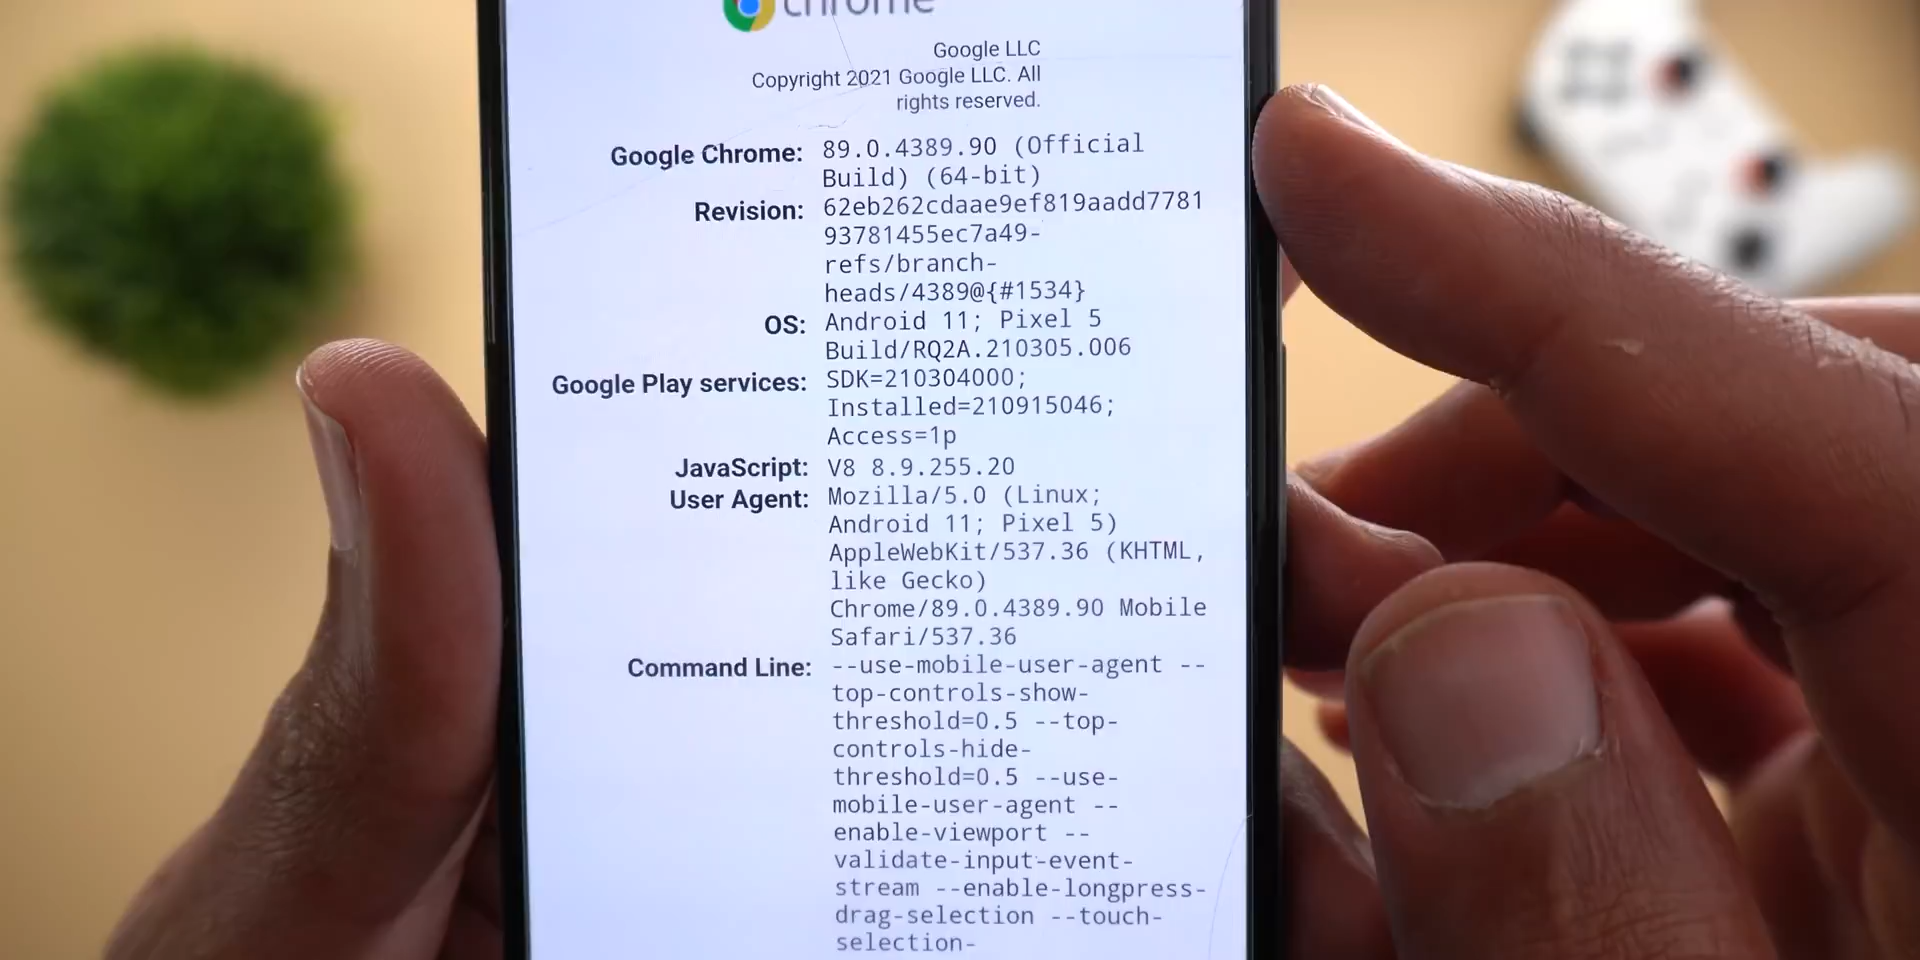 chrome
Google LLC
Copyright 2021 Google LLC. All
rights reserved.
Google Chrome: 89.0.4389.90 (Official
Build) (64-bit)
Revision: 62eb262cdaae9ef819aadd7781
93781455ec7a49-
refs/branch-
heads/4389@{#1534}
OS: Android 11; Pixel 5
Build/RQ2A.210305.006
Google Play services: SDK=210304000;
Installed=210915046;
Access=1p
JavaScript: V8 8.9.255.20
User Agent: Mozilla/5.0 (Linux;
Android 11; Pixel 5)
AppleWebKit/537.36 (KHTML,
like Gecko)
Chrome/89.0.4389.90 Mobile
Safari/537.36
Command Line: --use-mobile-user-agent --
top-controls-show-
threshold=0.5 --top-
controls-hide-
threshold=0.5 --use-
mobile-user-agent --
enable-viewport --
validate-input-event-
stream --enable-longpress-
drag-selection --touch-
selection-